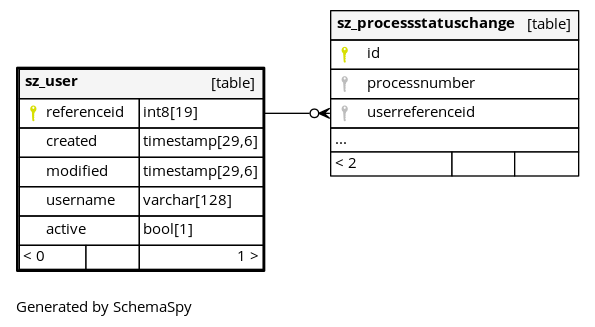 sz_user [table]
referenceid int8[19]
created timestamp[29,6]
modified timestamp[29,6]
username varchar[128]
active bool[1]
< 0 1 >
sz_processstatuschange [table]
id
processnumber
userreferenceid
...
< 2
Generated by SchemaSpy